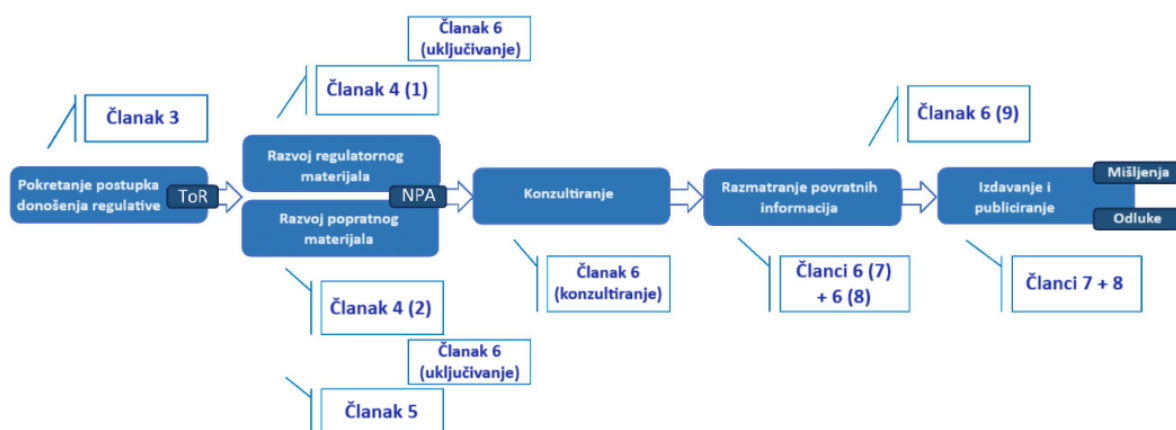 Članak 6
(uključivanje)
Članak 4 (1)
Članak 3
Članak 6 (9)
Pokretanje postupka
donošenja regulative
ToR
Razvoj regulatornog
materijala
NPA
Razvoj popratnog
materijala
Konzultiranje
Razmatranje povratnih
informacija
Izdavanje i
publiciranje
Mišljenja
Odluke
Članak 4 (2)
Članak 6
(konzultiranje)
Članci 6 (7)
+ 6 (8)
Članci 7 + 8
Članak 6
(uključivanje)
Članak 5